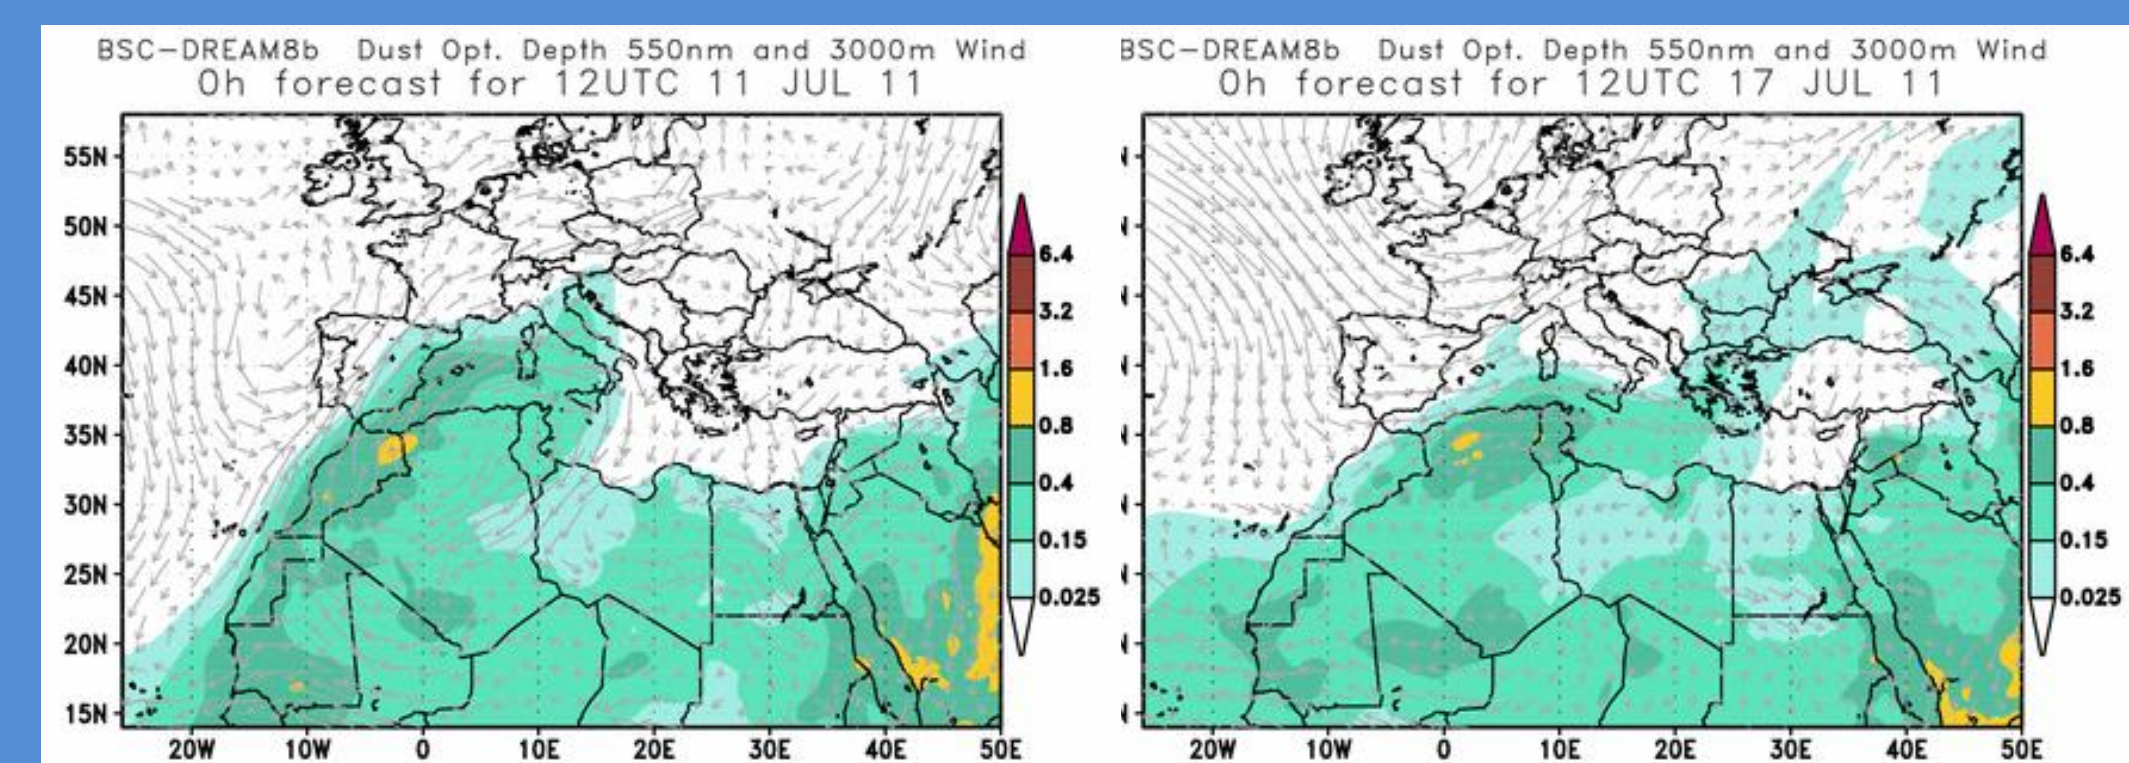 BSC-DREAM8b Dust Opt. Depth 550nm and 3000m Wind
0h forecast for 12UTC 11 JUL 11
55N
50N
45N
40N
35N
30N
25N
20N
15N
20W 10W 0 10E 20E 30E 40E 50E
6.4
3.2
1.6
0.8
0.4
0.15
0.025
BSC-DREAM8b Dust Opt. Depth 550nm and 3000m Wind
0h forecast for 12UTC 17 JUL 11
20W 10W 0 10E 20E 30E 40E 50E
6.4
3.2
1.6
0.8
0.4
0.15
0.025